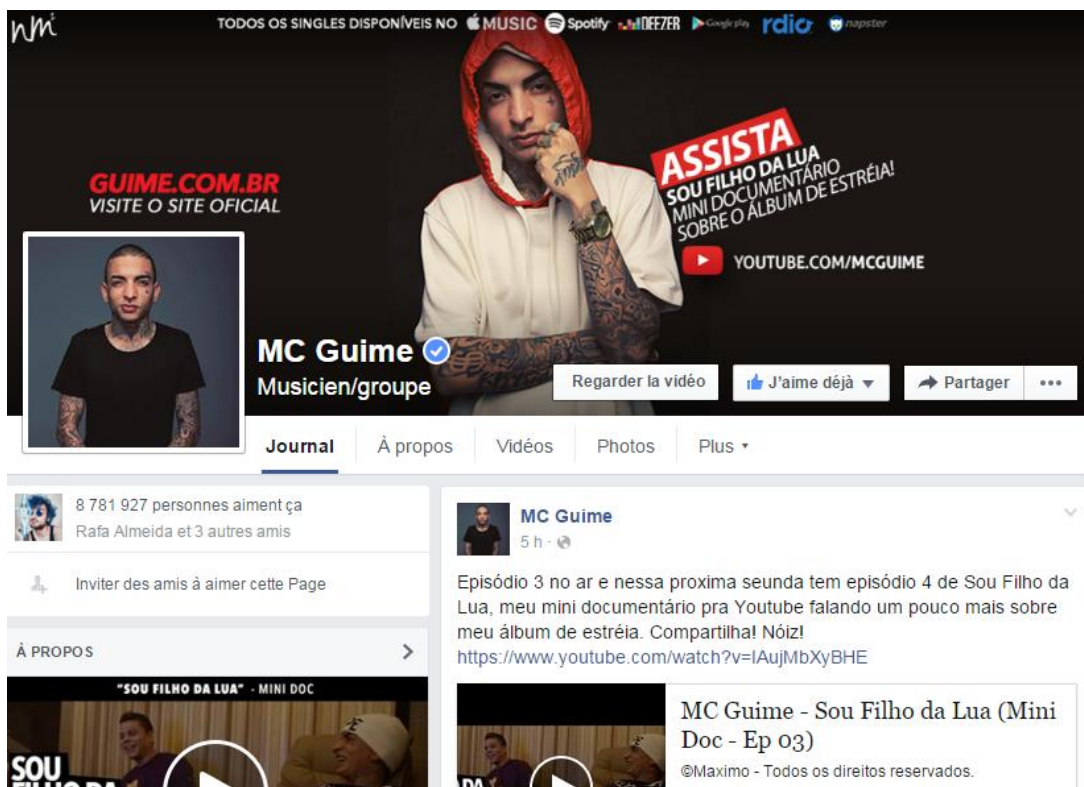 TODOS OS SINGLES DISPONÍVEIS NO MUSIC Spotify DEEZER Google play rdio napster
ASSISTA
SOU FILHO DA LUA
MINI DOCUMENTÁRIO
SOBRE O ÁLBUM DE ESTRÉIA!
GUIME.COM.BR
VISITE O SITE OFICIAL
YOUTUBE.COM/MCGUIME
MC Guime
Musicien/groupe
Regarder la vidéo
J'aime déjà
Partager
Journal À propos Vidéos Photos Plus
8 781 927 personnes aiment ça
Rafa Almeida et 3 autres amis
Inviter des amis à aimer cette Page
À PROPOS
"SOU FILHO DA LUA" - MINI DOC
SOU
FILHO DA
MC Guime
5 h ·
Episódio 3 no ar e nessa proxima seunda tem episódio 4 de Sou Filho da
Lua, meu mini documentário pra Youtube falando um pouco mais sobre
meu álbum de estréia. Compartilha! Nóiz!
https://www.youtube.com/watch?v=IAujMbXyBHE
DA
MC Guime - Sou Filho da Lua (Mini
Doc - Ep 03)
©Maximo - Todos os direitos reservados.